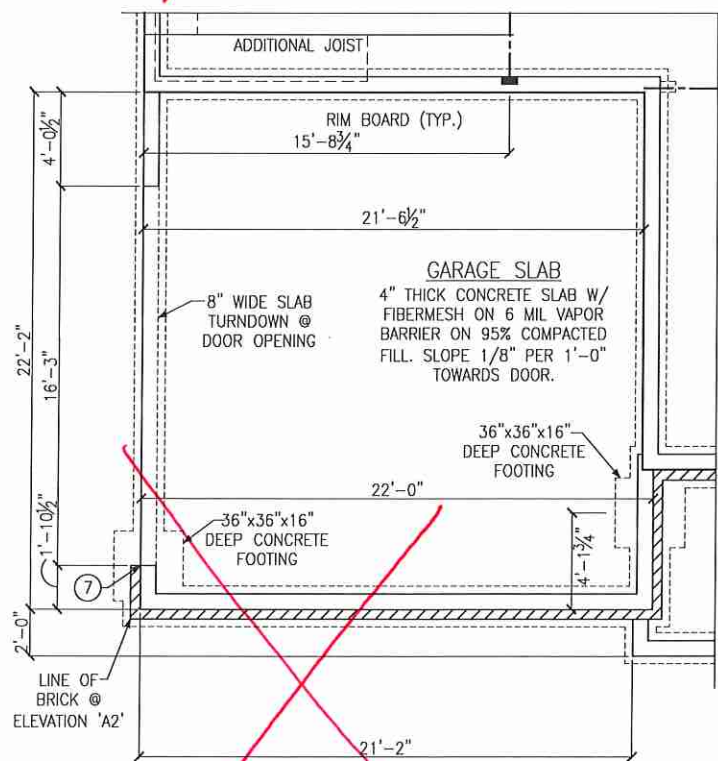 ADDITIONAL JOIST
RIM BOARD (TYP.)
15'-8¾"
4'-0½"
21'-6½"
GARAGE SLAB
4" THICK CONCRETE SLAB W/
FIBERMESH ON 6 MIL VAPOR
BARRIER ON 95% COMPACTED
FILL. SLOPE 1/8" PER 1'-0"
TOWARDS DOOR.
8" WIDE SLAB
TURNDOWN @
DOOR OPENING
22'-2"
16'-3"
36"x36"x16"
DEEP CONCRETE
FOOTING
22'-0"
36"x36"x16"
DEEP CONCRETE
FOOTING
4'-1¾"
1'-10½"
7
2'-0"
LINE OF
BRICK @
ELEVATION 'A2'
21'-2"